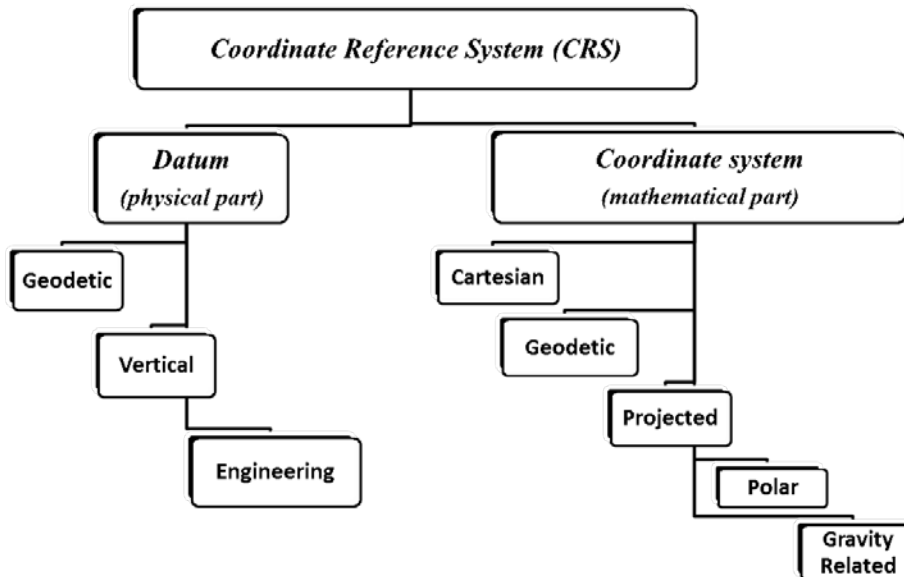 Coordinate Reference System (CRS)
Datum
(physical part)
Coordinate system
(mathematical part)
Geodetic
Cartesian
Geodetic
Vertical
Projected
Engineering
Polar
Gravity
Related